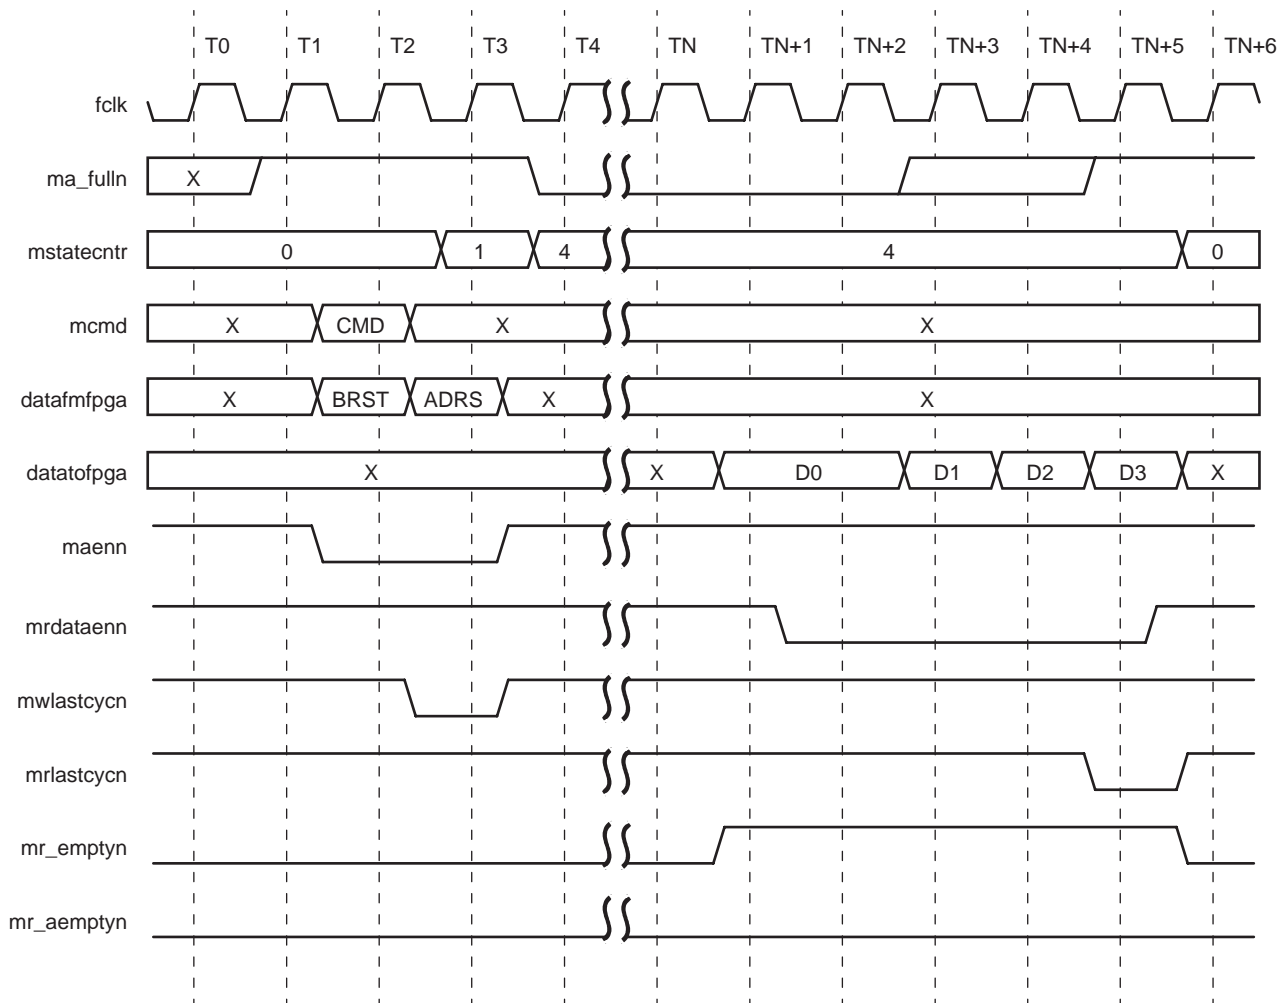 T0 T1 T2 T3 T4 TN TN+1 TN+2 TN+3 TN+4 TN+5 TN+6
fclk
ma_fulln X
mstatecntr 0 1 4 4 0
mcmd X CMD X X
datafmfpga X BRST ADRS X X
datatofpga X X D0 D1 D2 D3 X
maenn
mrdataenn
mwlastcycn
mrlastcycn
mr_emptyn
mr_aemptyn